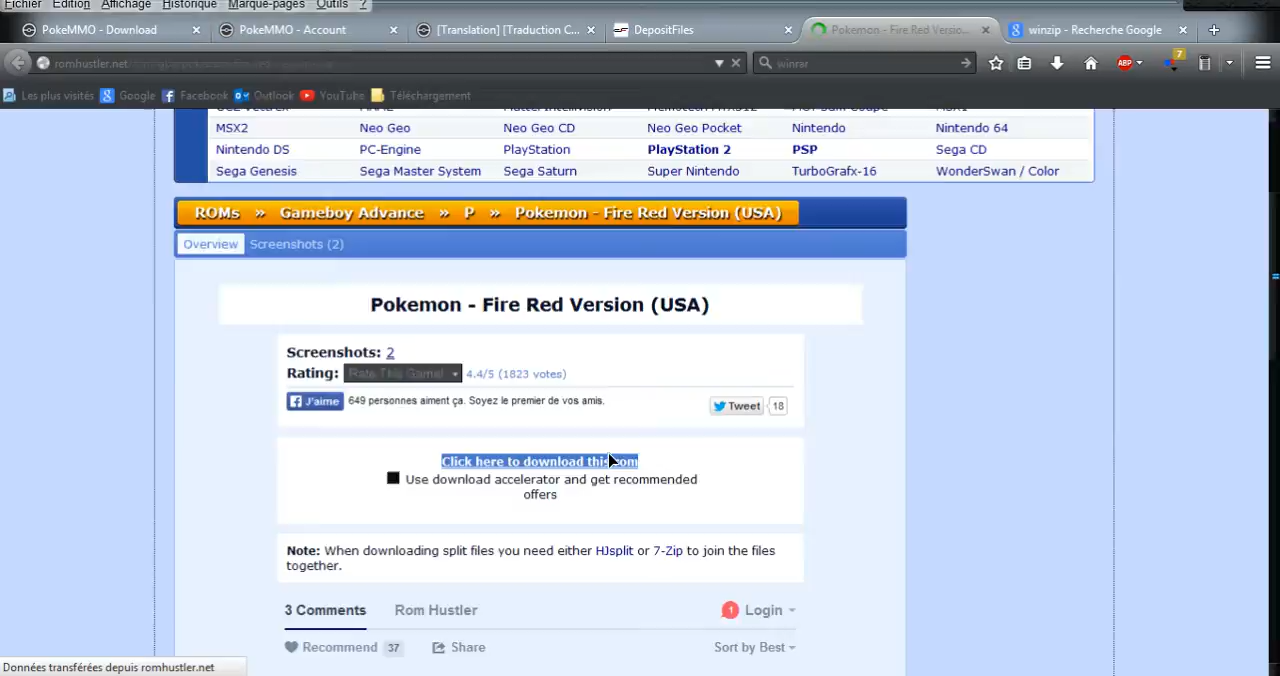 Fichier Edition Affichage Historique Marque-pages Outils ?
PokeMMO - Download PokeMMO - Account [Translation] [Traduction C... DepositFiles Pokemon - Fire Red Versio... winzip - Recherche Google
romhustler.net winrar ABP 7
Les plus visités Google Facebook Outlook YouTube Téléchargement
MSX2 Neo Geo Neo Geo CD Neo Geo Pocket Nintendo Nintendo 64
Nintendo DS PC-Engine PlayStation PlayStation 2 PSP Sega CD
Sega Genesis Sega Master System Sega Saturn Super Nintendo TurboGrafx-16 WonderSwan / Color
ROMs » Gameboy Advance » P » Pokemon - Fire Red Version (USA)
Overview Screenshots (2)
Pokemon - Fire Red Version (USA)
Screenshots: 2
Rating: Rate This Game! 4.4/5 (1823 votes)
J'aime 649 personnes aiment ça. Soyez le premier de vos amis. Tweet 18
Click here to download this rom
Use download accelerator and get recommended
offers
Note: When downloading split files you need either HJsplit or 7-Zip to join the files
together.
3 Comments Rom Hustler 1 Login
Recommend 37 Share Sort by Best
Données transférées depuis romhustler.net